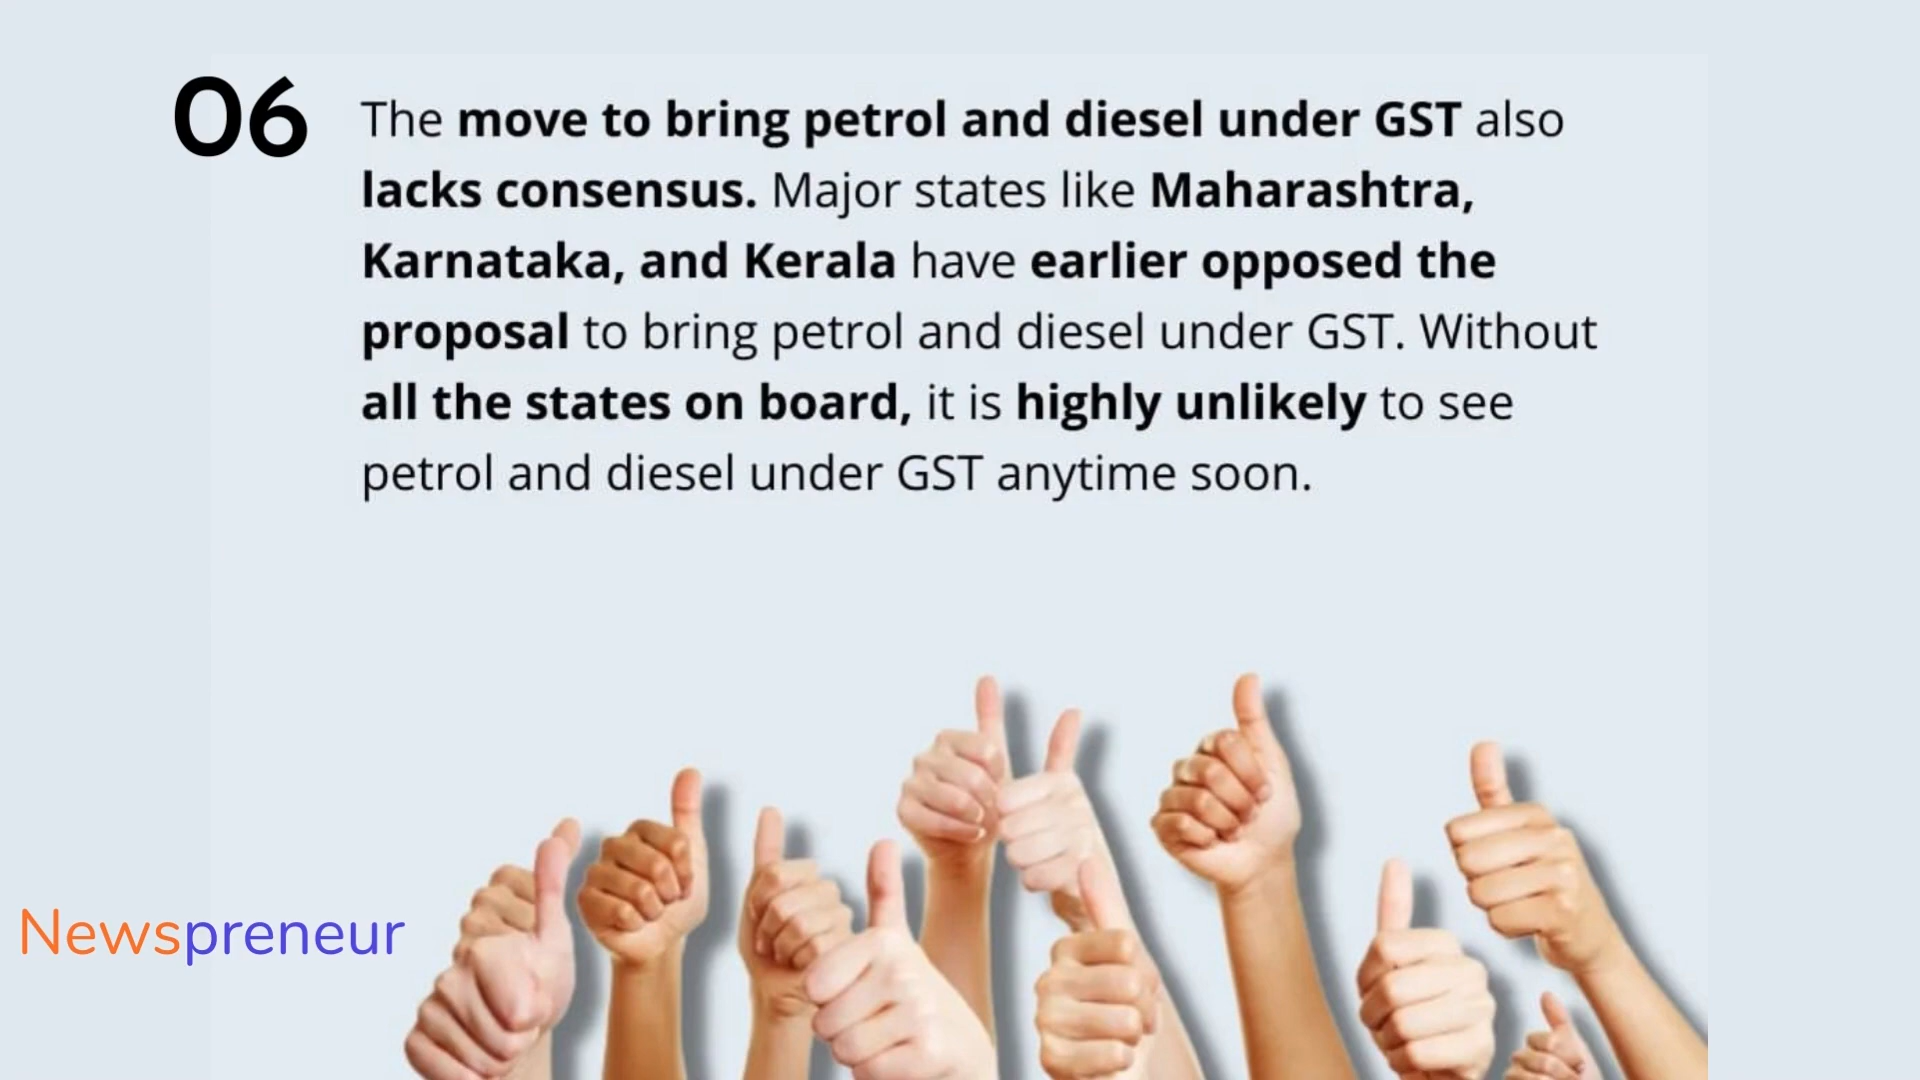 06
The move to bring petrol and diesel under GST also
lacks consensus. Major states like Maharashtra,
Karnataka, and Kerala have earlier opposed the
proposal to bring petrol and diesel under GST. Without
all the states on board, it is highly unlikely to see
petrol and diesel under GST anytime soon.
Newspreneur